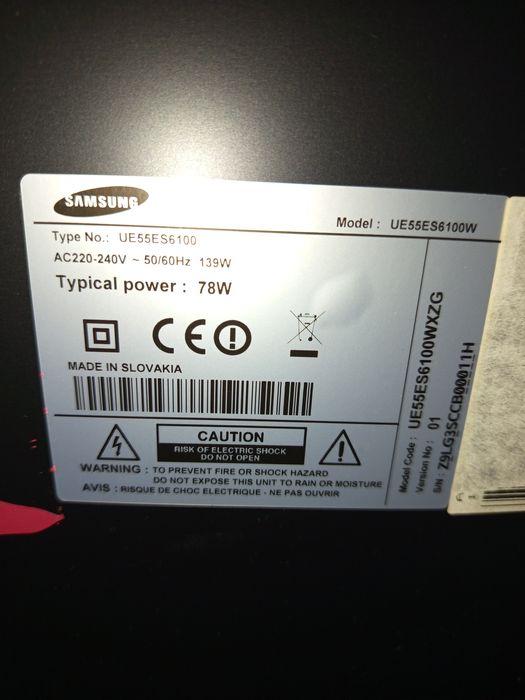 SAMSUNG
Model : UE55ES6100W
Type No.: UE55ES6100
AC220-240V ~ 50/60Hz 139W
Typical power : 78W
CE
MADE IN SLOVAKIA
CAUTION
RISK OF ELECTRIC SHOCK
DO NOT OPEN
WARNING : TO PREVENT FIRE OR SHOCK HAZARD
DO NOT EXPOSE THIS UNIT TO RAIN OR MOISTURE
AVIS : RISQUE DE CHOC ELECTRIQUE - NE PAS OUVRIR
Model Code : UE55ES6100WXZG
Version No : 01
S/N : Z9LG3SCCB00011H